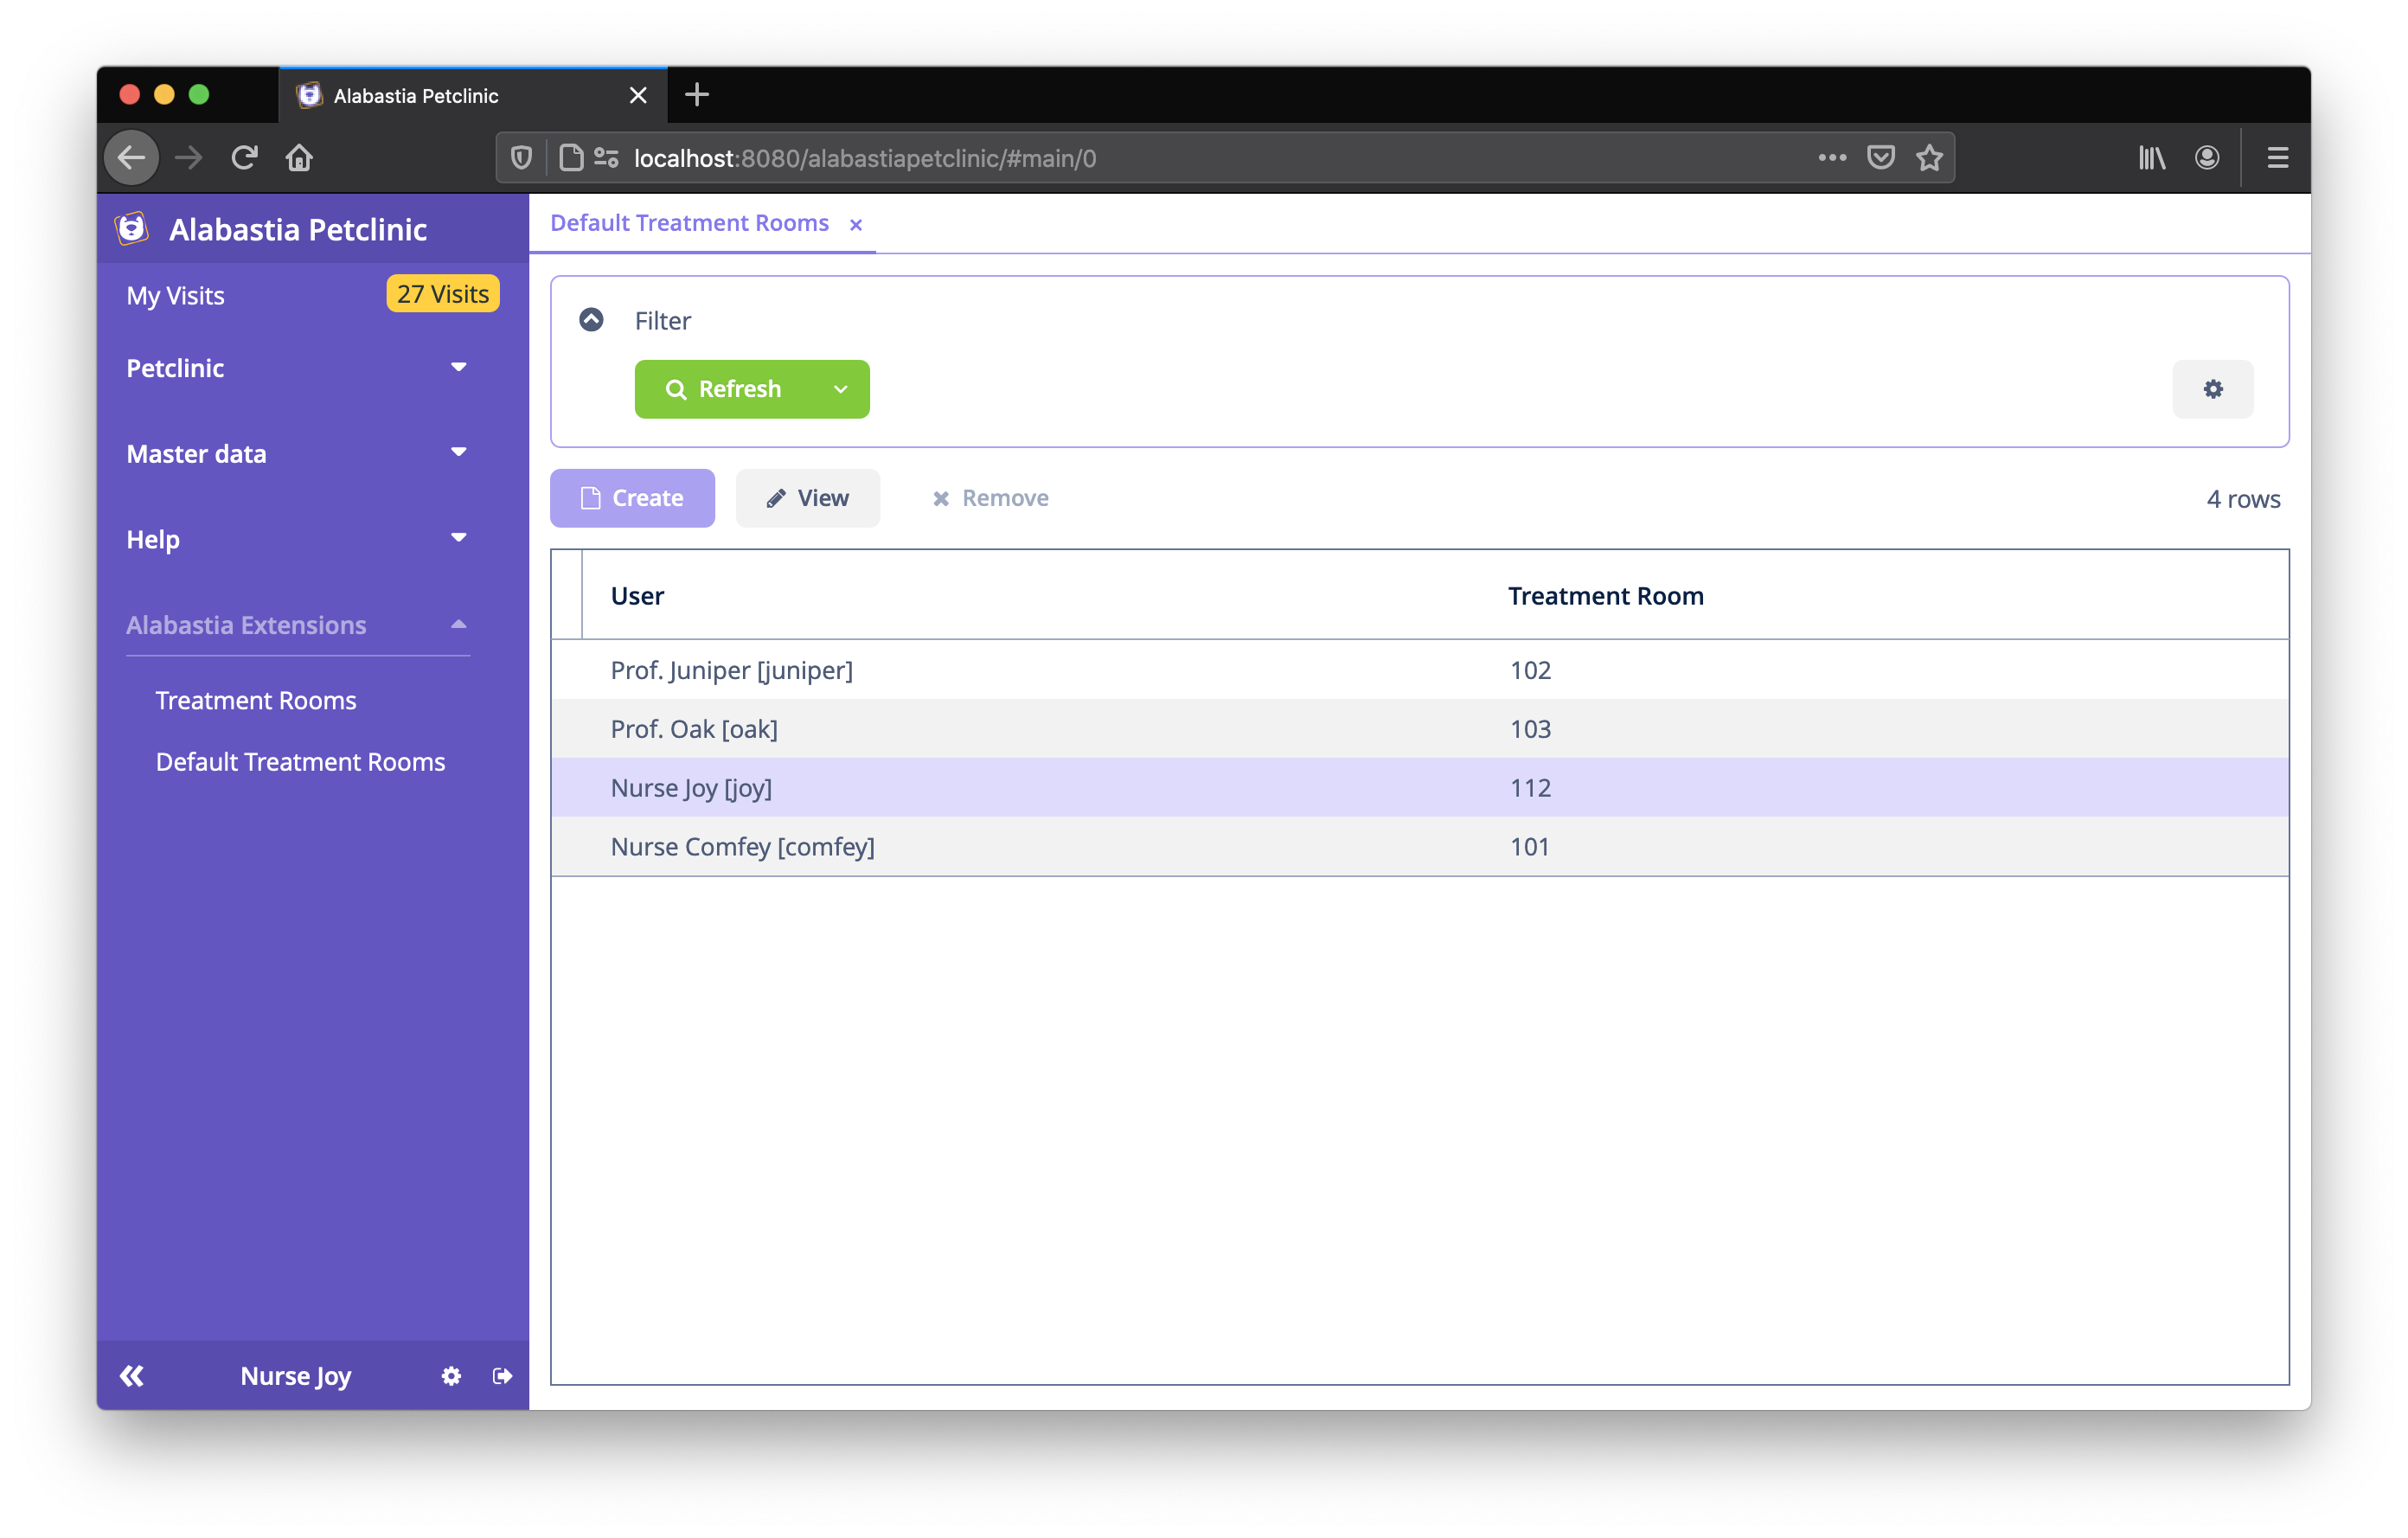 Alabastia Petclinic
localhost:8080/alabastiapetclinic/#main/0
Alabastia Petclinic
My Visits 27 Visits
Petclinic
Master data
Help
Alabastia Extensions
Treatment Rooms
Default Treatment Rooms
Nurse Joy
Default Treatment Rooms
Filter
Refresh
Create View Remove 4 rows
User Treatment Room
Prof. Juniper [juniper] 102
Prof. Oak [oak] 103
Nurse Joy [joy] 112
Nurse Comfey [comfey] 101